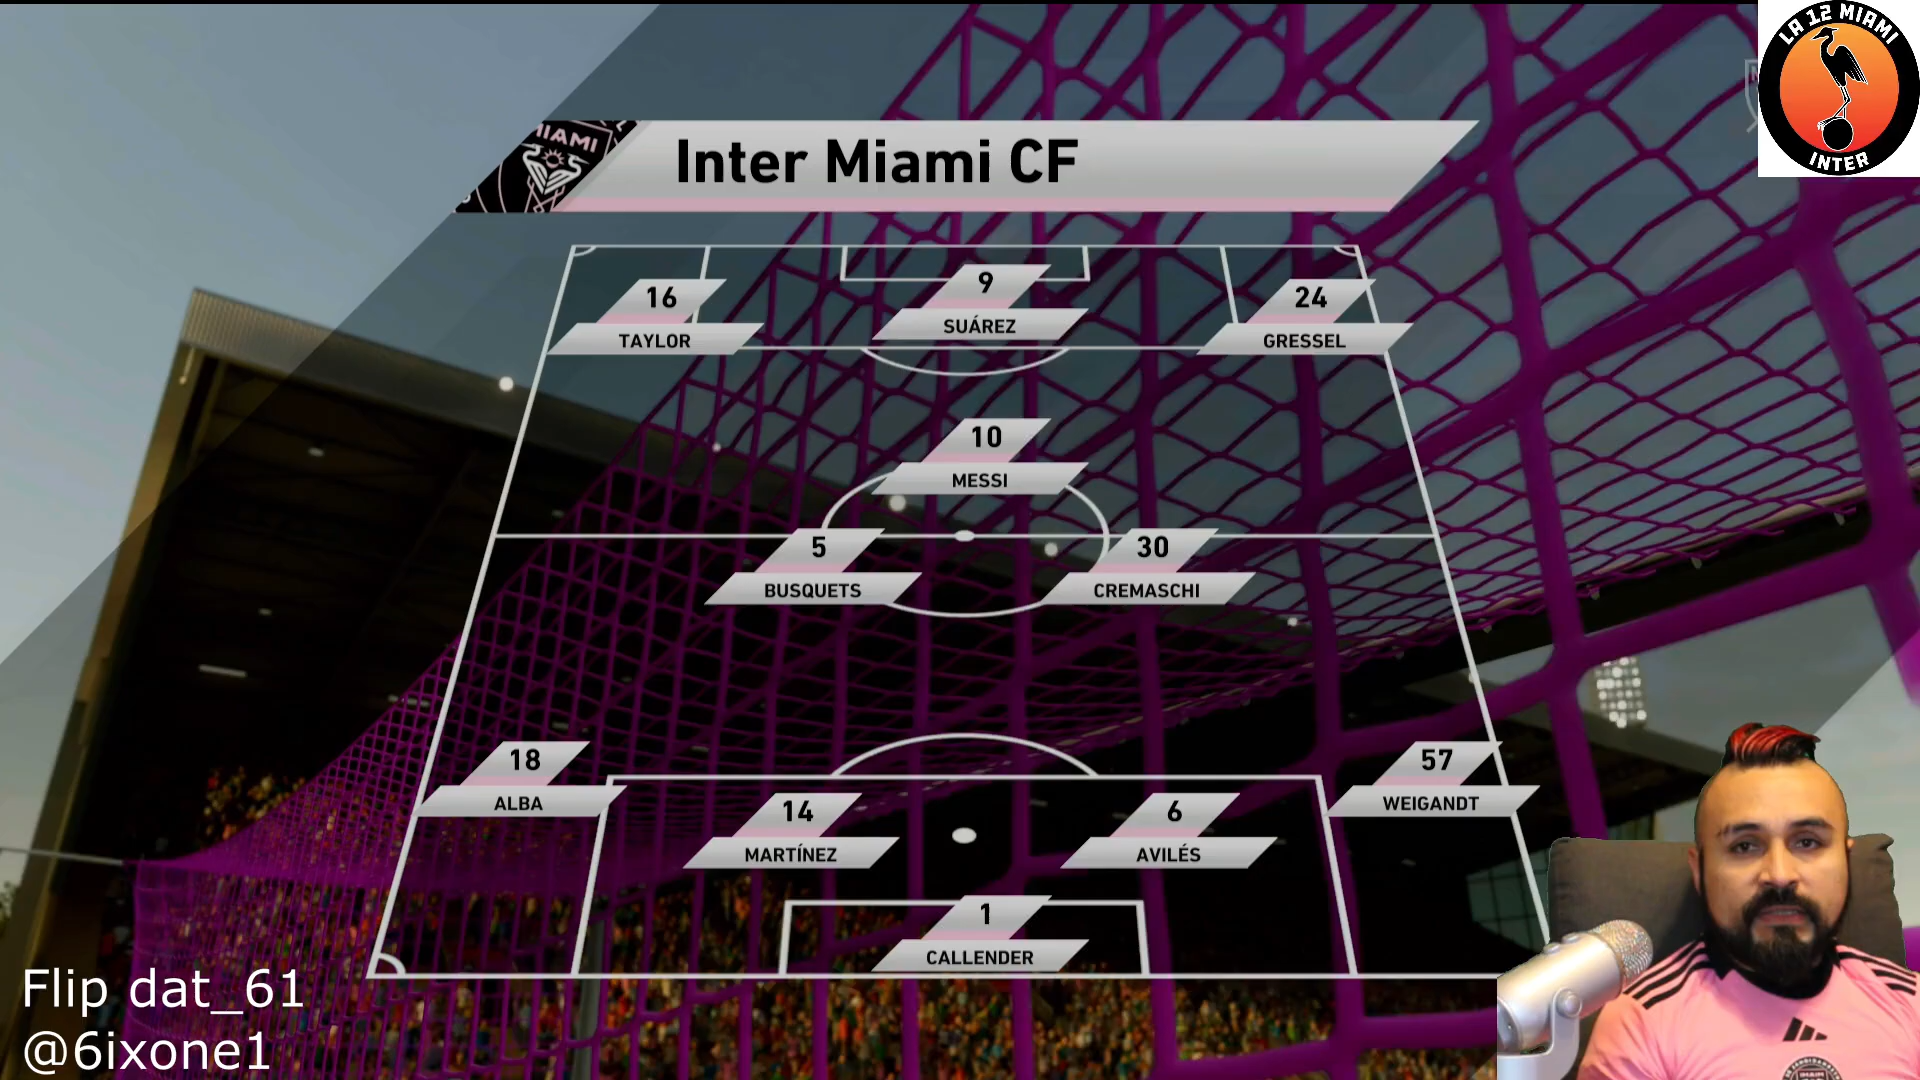 LA 12 MIAMI
INTER
MIAMI
Inter Miami CF
16
TAYLOR
9
SUÁREZ
24
GRESSEL
10
MESSI
5
BUSQUETS
30
CREMASCHI
18
ALBA
14
MARTÍNEZ
6
AVILÉS
57
WEIGANDT
1
CALLENDER
Flip dat_61
@6ixone1